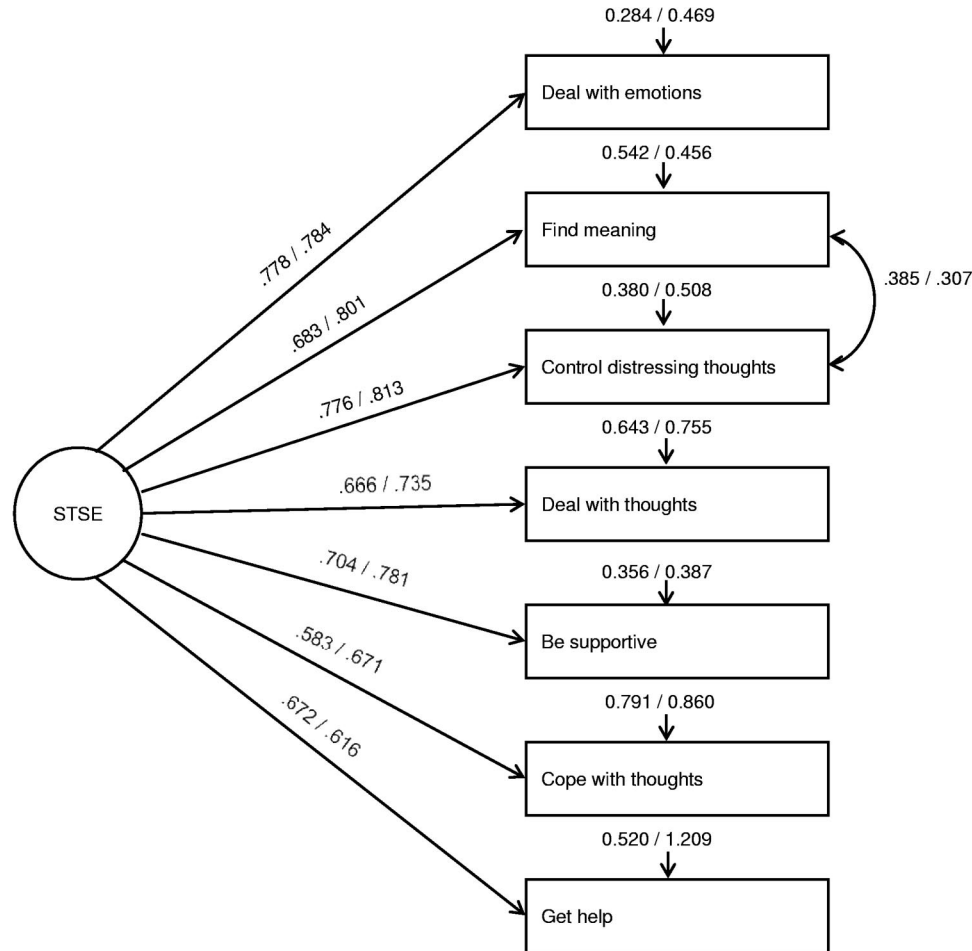 0.284 / 0.469
Deal with emotions
0.542 / 0.456
.778 / .784
Find meaning
.385 / .307
0.380 / 0.508
.683 / .801
Control distressing thoughts
.776 / .813
0.643 / 0.755
.666 / .735
Deal with thoughts
STSE
.704 / .781
0.356 / 0.387
Be supportive
.583 / .671
0.791 / 0.860
.672 / .616
Cope with thoughts
0.520 / 1.209
Get help